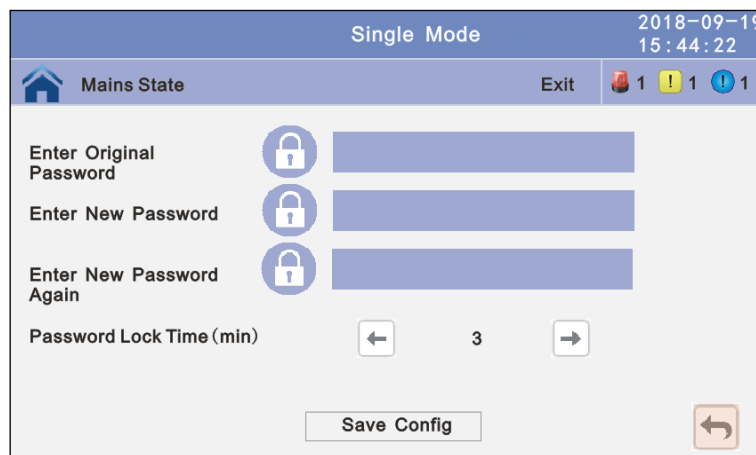 Single Mode
2018-09-19
15:44:22
Mains State
Exit
1
1
1
Enter Original
Password
Enter New Password
Enter New Password
Again
Password Lock Time(min)
3
Save Config